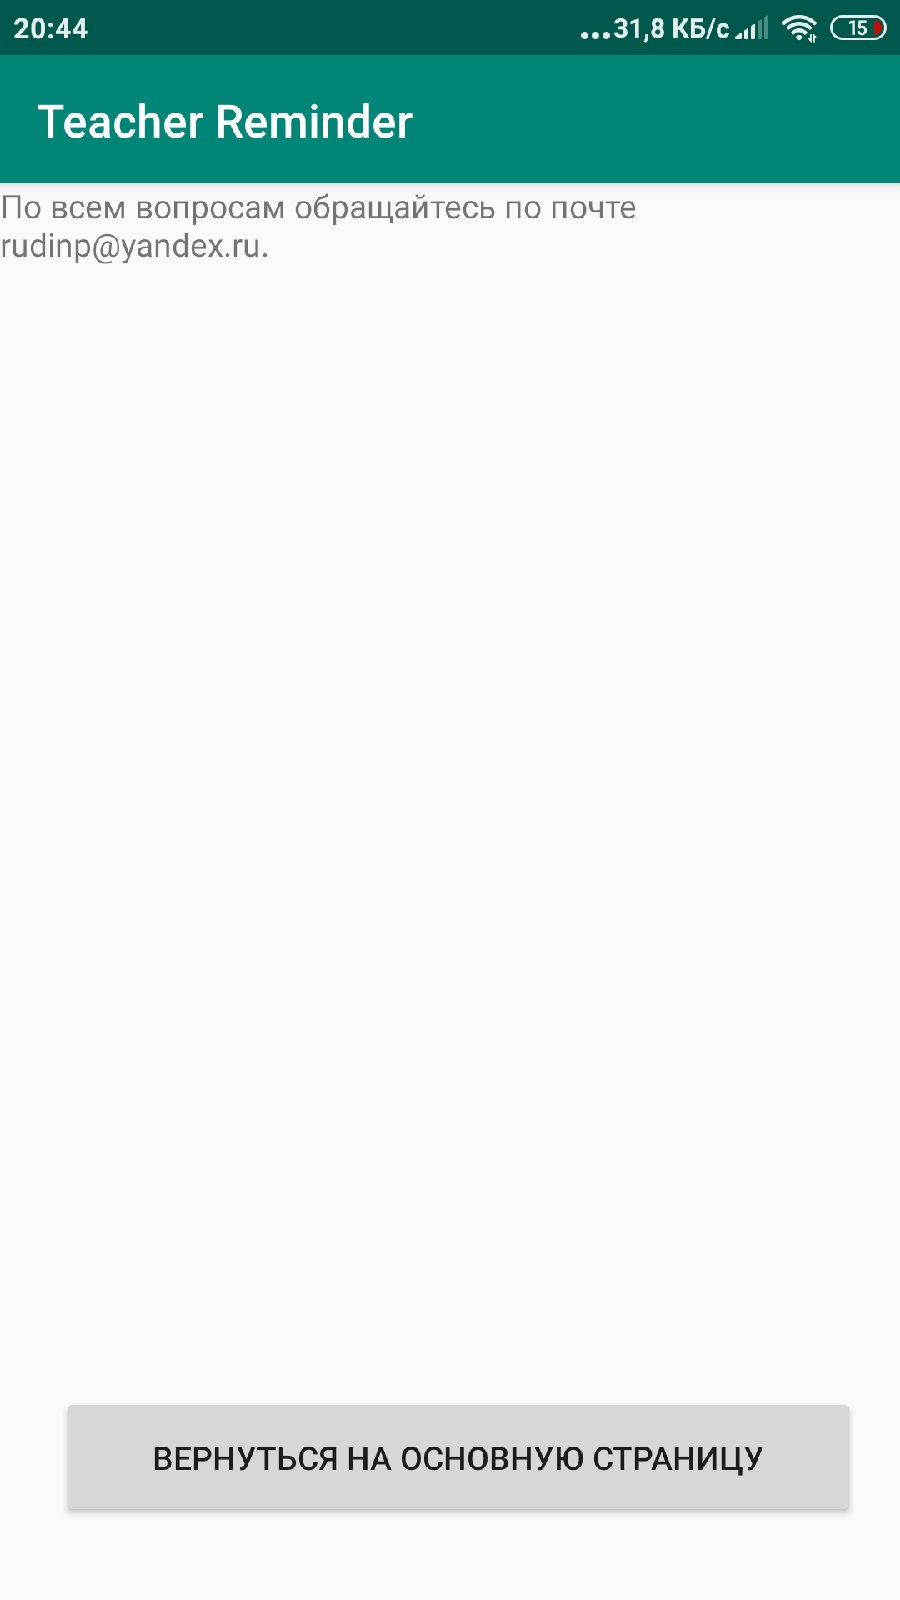 20:44
...31,8 КБ/с 15
Teacher Reminder
По всем вопросам обращайтесь по почте
rudinp@yandex.ru.
ВЕРНУТЬСЯ НА ОСНОВНУЮ СТРАНИЦУ